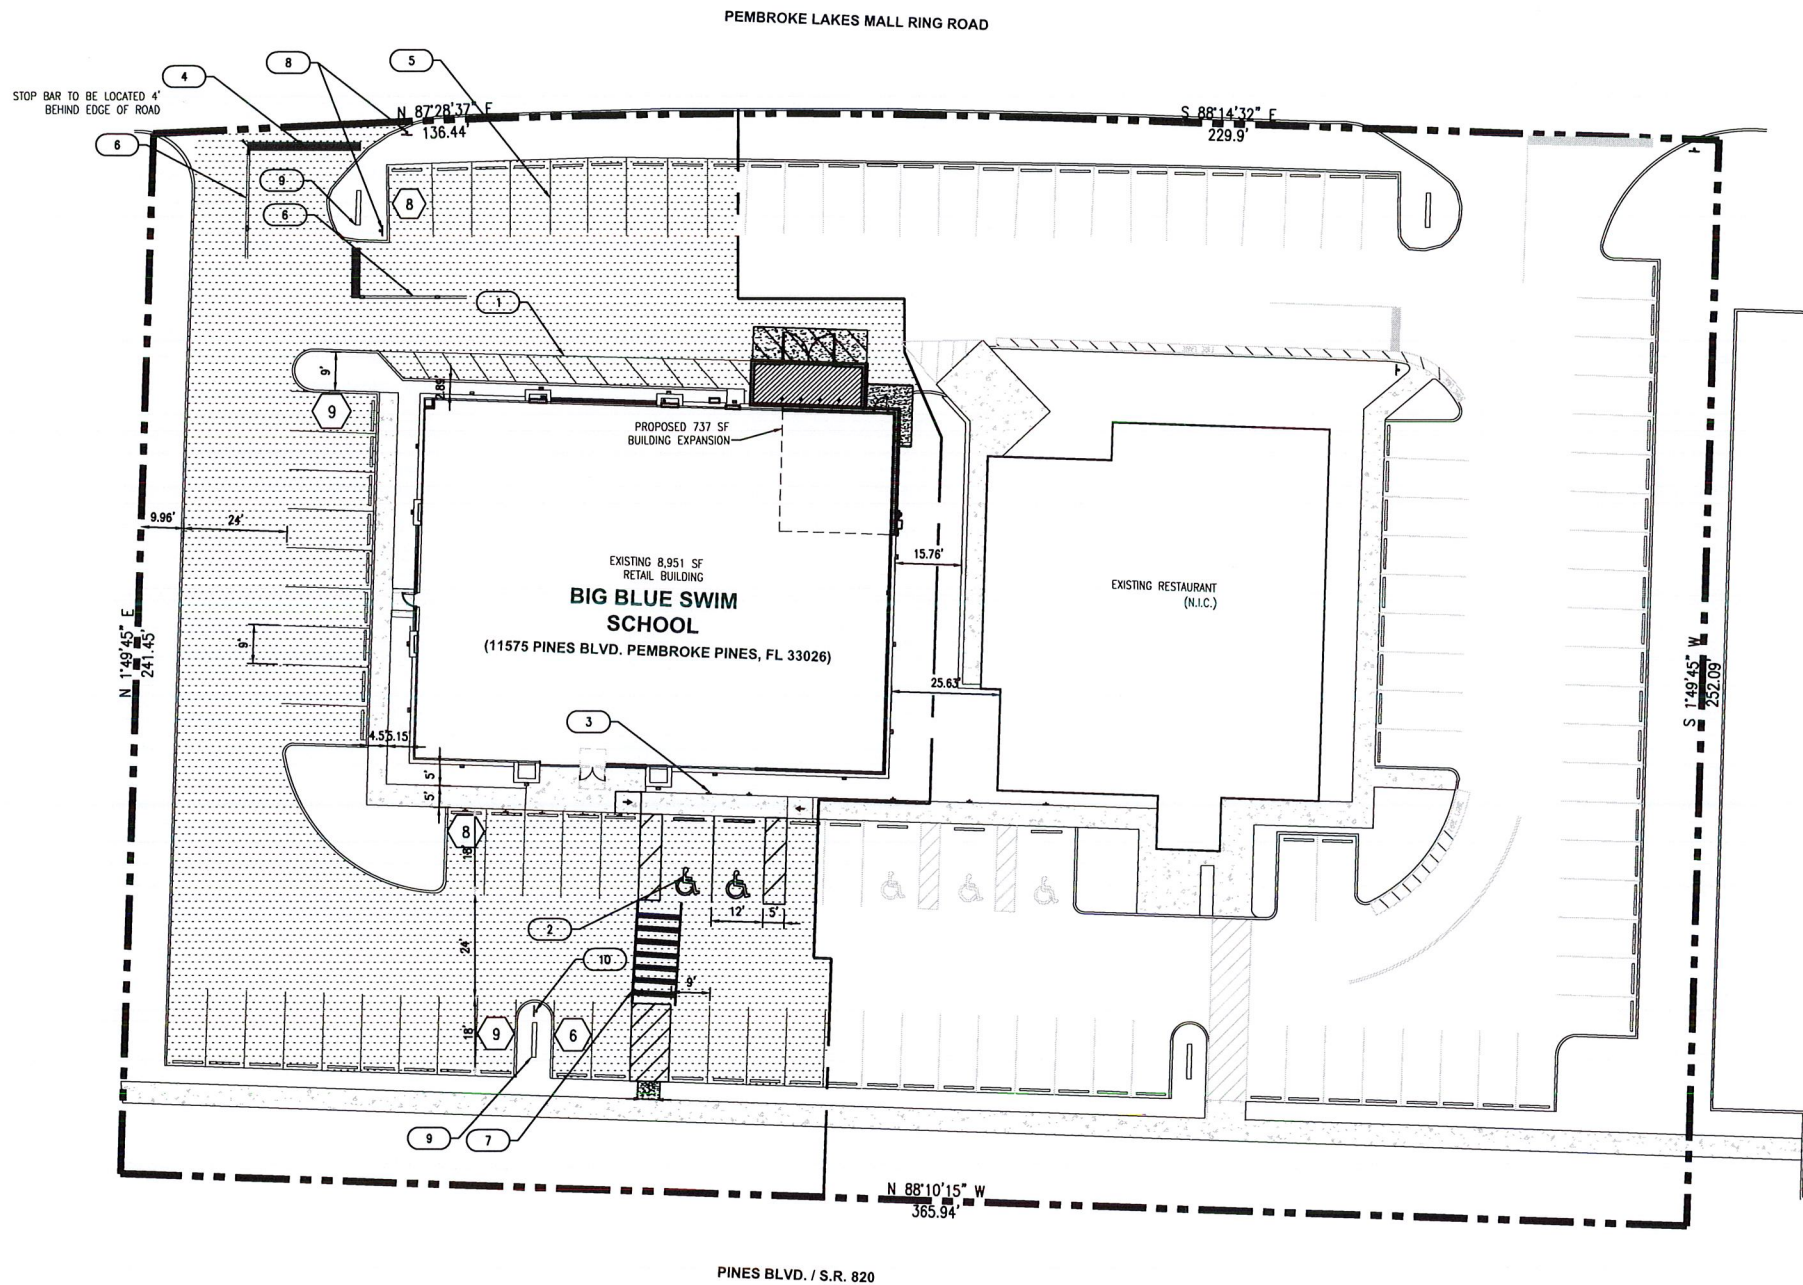 PEMBROKE LAKES MALL RING ROAD
8
5
4
STOP BAR TO BE LOCATED 4'
BEHIND EDGE OF ROAD
N 87°28'37" E
136.44'
S 88°14'32" E
229.9'
6
9
8
6
1
9'
2.89'
9
PROPOSED 737 SF
BUILDING EXPANSION
9.96'
24'
15.76'
EXISTING 8,951 SF
RETAIL BUILDING
BIG BLUE SWIM
SCHOOL
(11575 PINES BLVD. PEMBROKE PINES, FL 33026)
EXISTING RESTAURANT
(N.I.C.)
N 1°49'45" E
241.45'
9'
S 1°49'45" W
252.09'
25.63'
3
4.5'
5.15'
5'
5'
8
18'
12'
5'
2
24'
10
9'
18'
9
6
9
7
N 88°10'15" W
365.94'
PINES BLVD. / S.R. 820